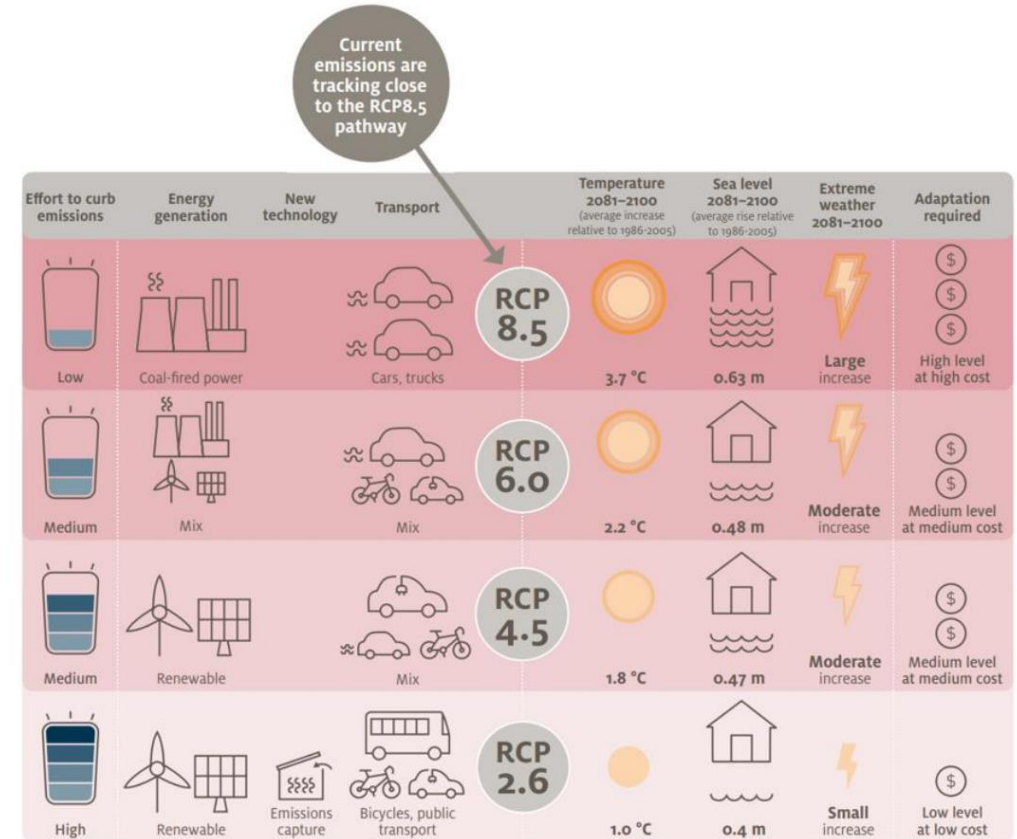 Current
emissions are
tracking close
to the RCP8.5
pathway
Effort to curb
emissions
Energy
generation
New
technology
Transport
Temperature
2081–2100
(average increase
relative to 1986-2005)
Sea level
2081–2100
(average rise relative
to 1986-2005)
Extreme
weather
2081–2100
Adaptation
required
Low
Coal-fired power
Cars, trucks
RCP
8.5
3.7 °C
0.63 m
Large
increase
$
$
$
High level
at high cost
Medium
Mix
Mix
RCP
6.0
2.2 °C
0.48 m
Moderate
increase
$
$
Medium level
at medium cost
Medium
Renewable
Mix
RCP
4.5
1.8 °C
0.47 m
Moderate
increase
$
$
Medium level
at medium cost
High
Renewable
Emissions
capture
Bicycles, public
transport
RCP
2.6
1.0 °C
0.4 m
Small
increase
$
Low level
at low cost